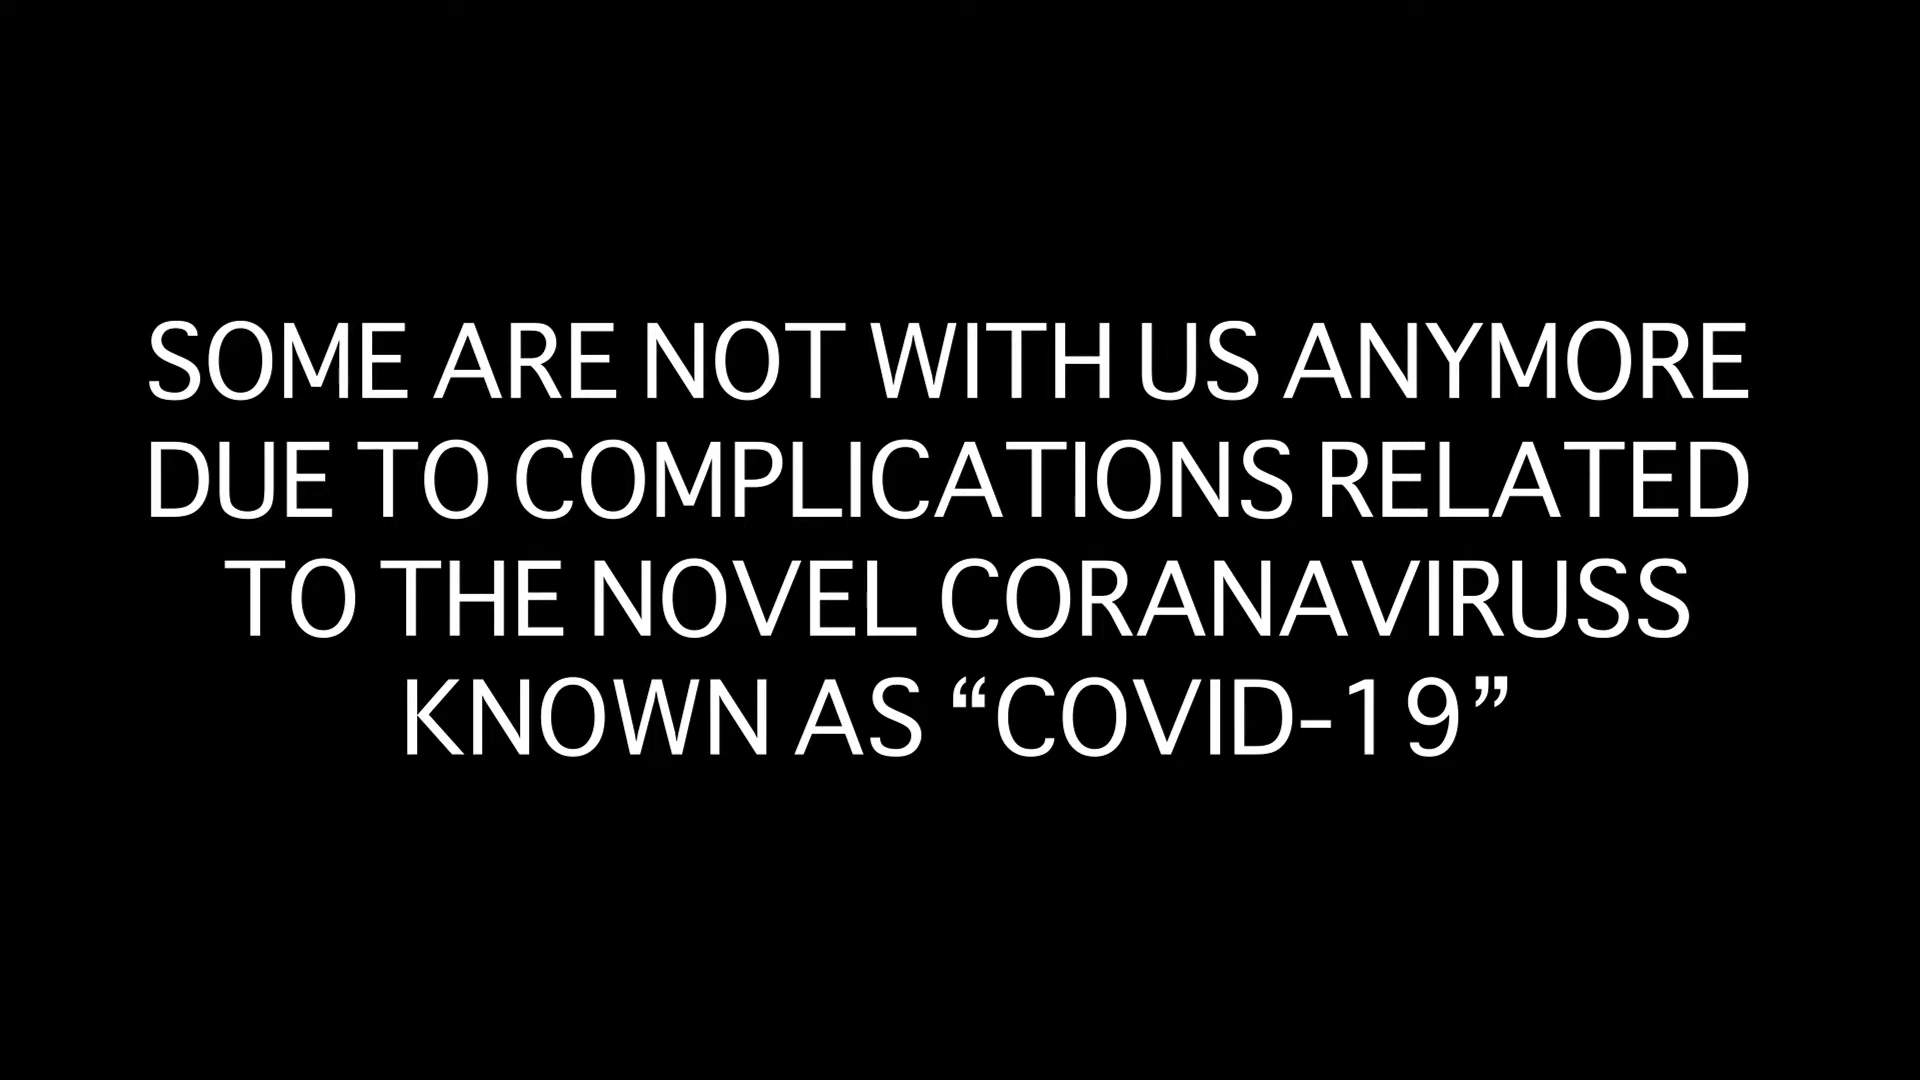 SOME ARE NOT WITH US ANYMORE
DUE TO COMPLICATIONS RELATED
TO THE NOVEL CORANAVIRUSS
KNOWN AS “COVID-19”